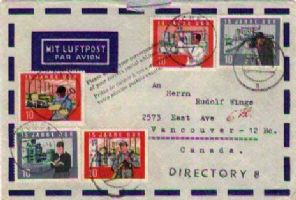 MIT LUFTPOST
PAR AVION
15 JAHRE DDR
15 JAHRE DDR
10
10
15 JAHRE DDR
10
15 JAHRE DDR
15 JAHRE DDR
10
10
An
Herrn
Rudolf Winge
2573 East Ave
Vancouver - 12 Bc.
Canada.
DIRECTORY 8